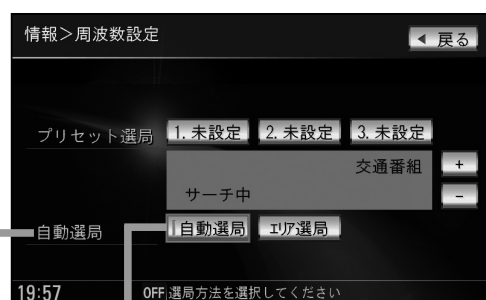 情報＞周波数設定
◀ 戻る
プリセット選局 1. 未設定 2. 未設定 3. 未設定
交通番組 +
サーチ中 −
自動選局 自動選局 ｴﾘｱ選局
19:57 OFF 選局方法を選択してください